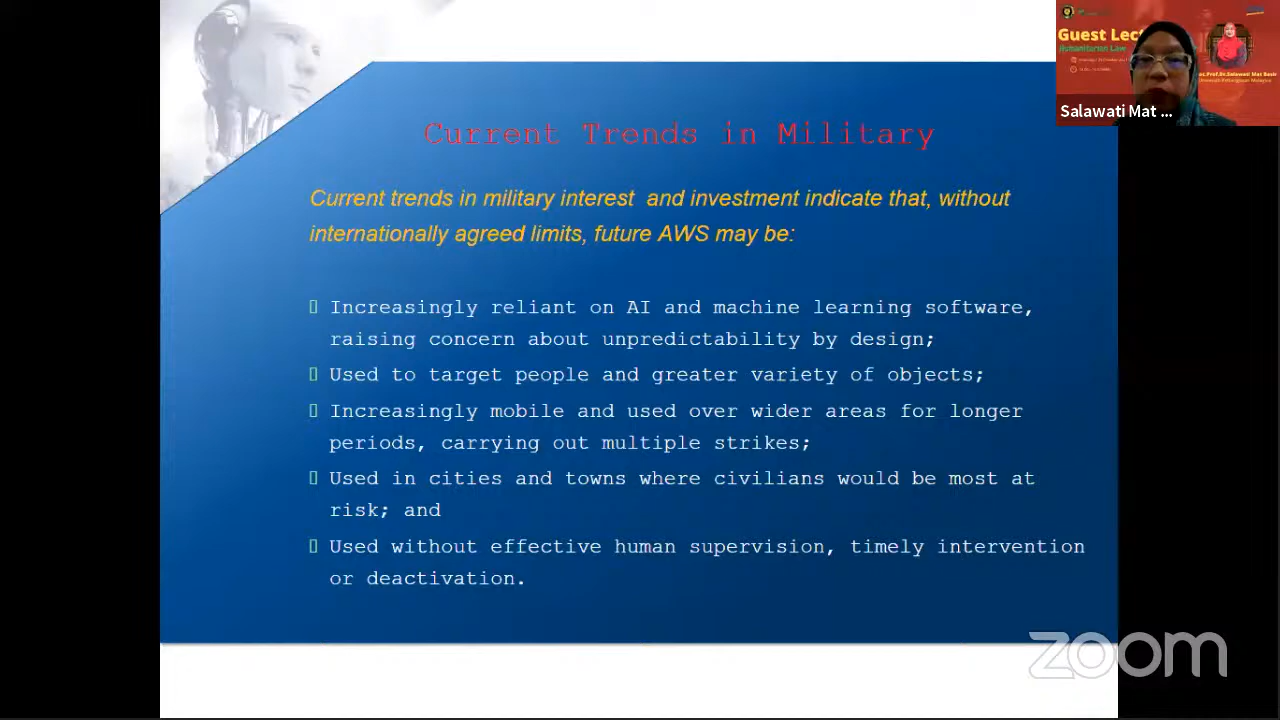 Current Trends in Military
Current trends in military interest and investment indicate that, without
internationally agreed limits, future AWS may be:
Increasingly reliant on AI and machine learning software,
raising concern about unpredictability by design;
Used to target people and greater variety of objects;
Increasingly mobile and used over wider areas for longer
periods, carrying out multiple strikes;
Used in cities and towns where civilians would be most at
risk; and
Used without effective human supervision, timely intervention
or deactivation.
Guest Lec
Humanitarian Law
Salawati Mat ...
zoom